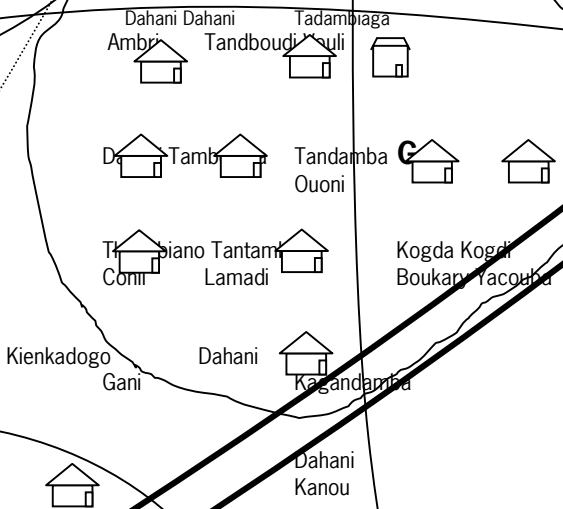 Dahani Dahani Tadambiaga
Ambri Tandboudi Youli
Tandamba G
Ouoni
Tantam
Lamadi
Kogda Kogdi
Boukary Yacouba
Kienkadogo Dahani
Gani Kagandamba
Dahani
Kanou